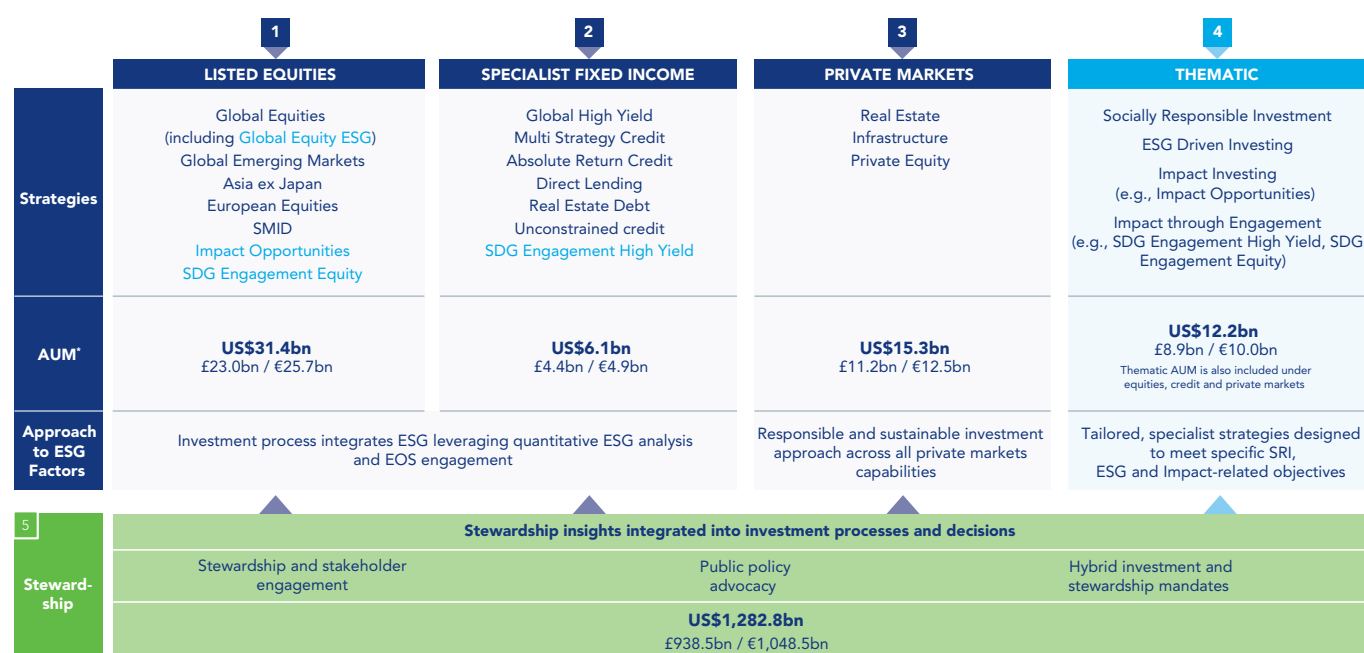 1
2
3
4
LISTED EQUITIES
SPECIALIST FIXED INCOME
PRIVATE MARKETS
THEMATIC
Strategies
Global Equities
(including Global Equity ESG)
Global Emerging Markets
Asia ex Japan
European Equities
SMID
Impact Opportunities
SDG Engagement Equity
Global High Yield
Multi Strategy Credit
Absolute Return Credit
Direct Lending
Real Estate Debt
Unconstrained credit
SDG Engagement High Yield
Real Estate
Infrastructure
Private Equity
Socially Responsible Investment
ESG Driven Investing
Impact Investing
(e.g., Impact Opportunities)
Impact through Engagement
(e.g., SDG Engagement High Yield, SDG
Engagement Equity)
AUM*
US$31.4bn
£23.0bn / €25.7bn
US$6.1bn
£4.4bn / €4.9bn
US$15.3bn
£11.2bn / €12.5bn
US$12.2bn
£8.9bn / €10.0bn
Thematic AUM is also included under
equities, credit and private markets
Approach
to ESG
Factors
Investment process integrates ESG leveraging quantitative ESG analysis
and EOS engagement
Responsible and sustainable investment
approach across all private markets
capabilities
Tailored, specialist strategies designed
to meet specific SRI,
ESG and Impact-related objectives
5
Steward-
ship
Stewardship insights integrated into investment processes and decisions
Stewardship and stakeholder
engagement
Public policy
advocacy
Hybrid investment and
stewardship mandates
US$1,282.8bn
£938.5bn / €1,048.5bn